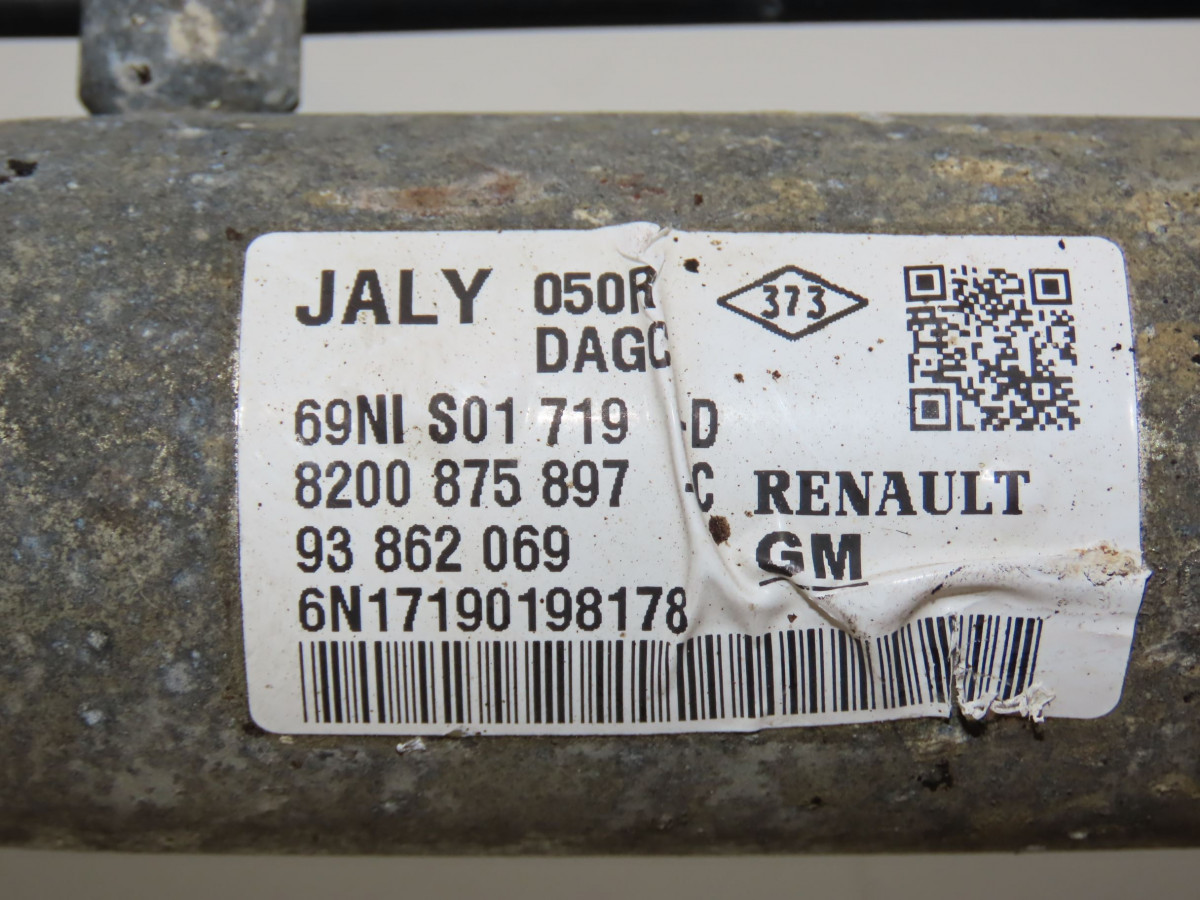 JALY 050R
DAGC
373
69NI S01 719 -D
8200 875 897 -C
RENAULT
93 862 069
GM
6N17190198178